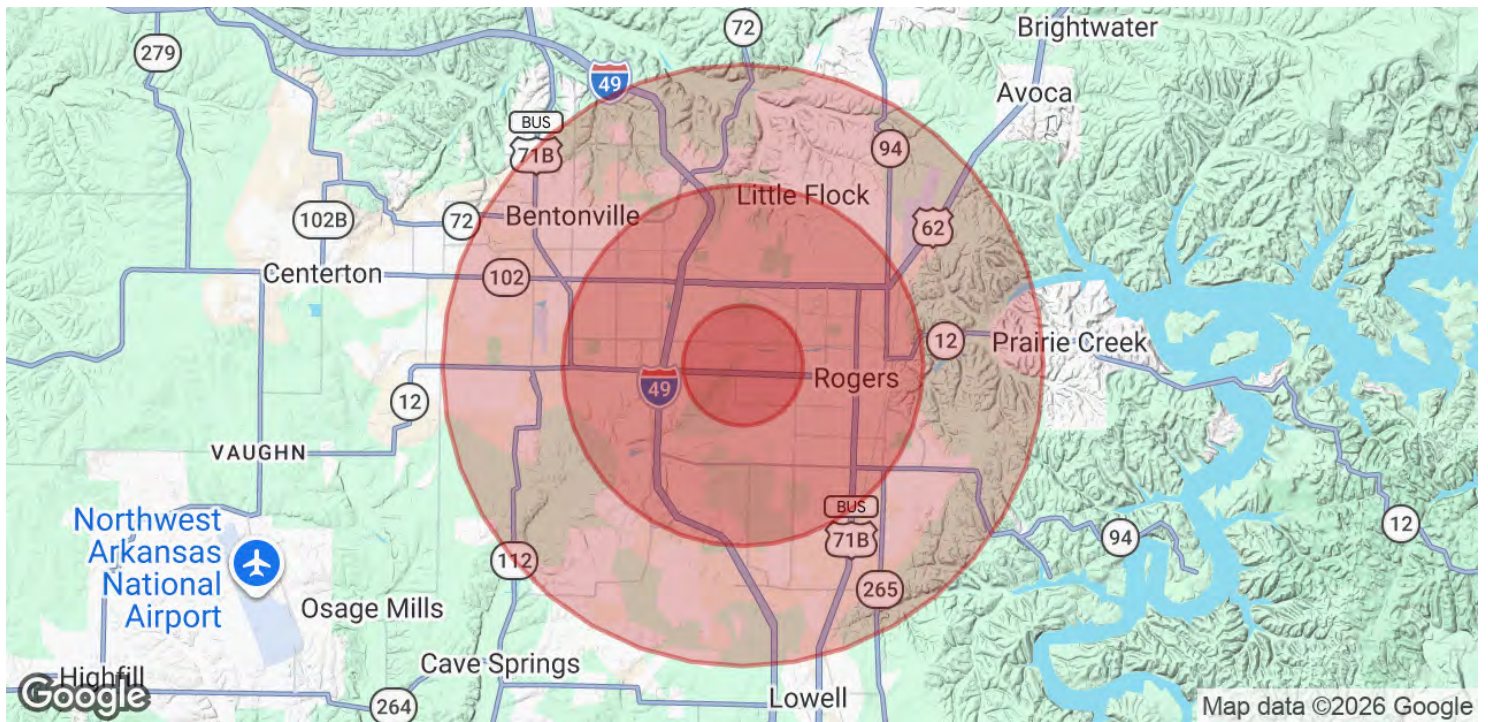 72
Brightwater
279
49
Avoca
BUS
71B
94
Little Flock
102B
72
Bentonville
62
Centerton
102
12
Prairie Creek
Rogers
49
12
VAUGHN
BUS
71B
Northwest
Arkansas
National
Airport
94
12
112
265
Osage Mills
Cave Springs
Highfill
Google
264
Lowell
Map data ©2026 Google